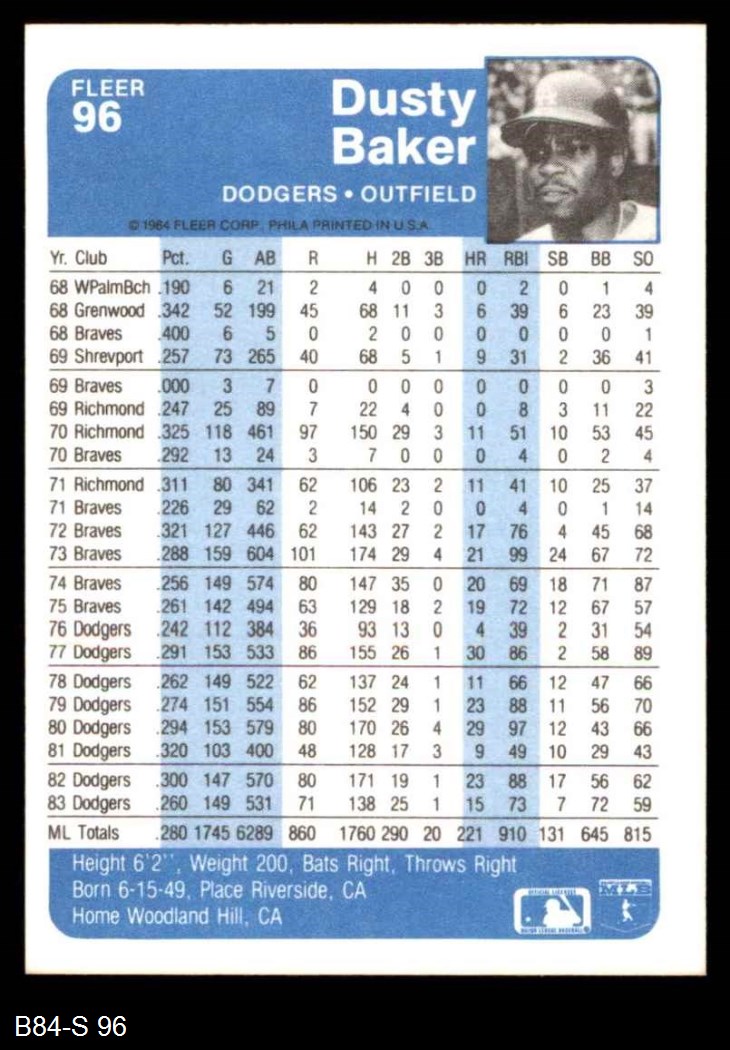 FLEER
96
Dusty
Baker
DODGERS • OUTFIELD
© 1984 FLEER CORP. PHILA PRINTED IN U.S.A.
Yr. Club Pct. G AB R H 2B 3B HR RBI SB BB SO
68 WPalmBch .190 6 21 2 4 0 0 0 2 0 1 4
68 Grenwood .342 52 199 45 68 11 3 6 39 6 23 39
68 Braves .400 6 5 0 2 0 0 0 0 0 0 1
69 Shrevport .257 73 265 40 68 5 1 9 31 2 36 41
69 Braves .000 3 7 0 0 0 0 0 0 0 0 3
69 Richmond .247 25 89 7 22 4 0 0 8 3 11 22
70 Richmond .325 118 461 97 150 29 3 11 51 10 53 45
70 Braves .292 13 24 3 7 0 0 0 4 0 2 4
71 Richmond .311 80 341 62 106 23 2 11 41 10 25 37
71 Braves .226 29 62 2 14 2 0 0 4 0 1 14
72 Braves .321 127 446 62 143 27 2 17 76 4 45 68
73 Braves .288 159 604 101 174 29 4 21 99 24 67 72
74 Braves .256 149 574 80 147 35 0 20 69 18 71 87
75 Braves .261 142 494 63 129 18 2 19 72 12 67 57
76 Dodgers .242 112 384 36 93 13 0 4 39 2 31 54
77 Dodgers .291 153 533 86 155 26 1 30 86 2 58 89
78 Dodgers .262 149 522 62 137 24 1 11 66 12 47 66
79 Dodgers .274 151 554 86 152 29 1 23 88 11 56 70
80 Dodgers .294 153 579 80 170 26 4 29 97 12 43 66
81 Dodgers .320 103 400 48 128 17 3 9 49 10 29 43
82 Dodgers .300 147 570 80 171 19 1 23 88 17 56 62
83 Dodgers .260 149 531 71 138 25 1 15 73 7 72 59
ML Totals .280 1745 6289 860 1760 290 20 221 910 131 645 815
Height 6'2'', Weight 200, Bats Right, Throws Right
Born 6-15-49, Place Riverside, CA
Home Woodland Hill, CA
OFFICIAL LICENSEE
MAJOR LEAGUE BASEBALL
MLB
B84-S 96